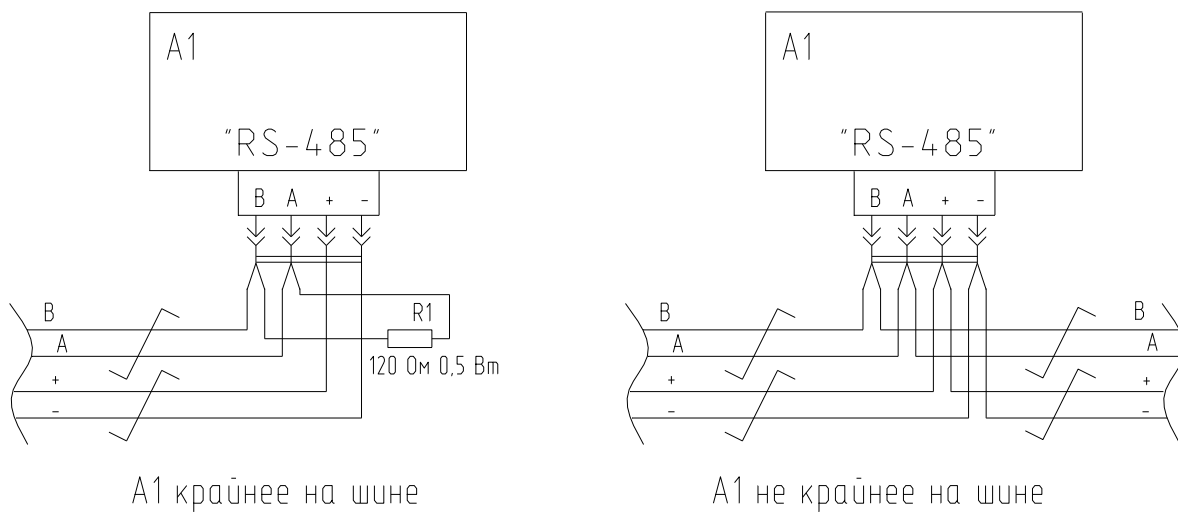 A1
"RS-485"
B A + -
B
A
+
-
R1
120 Ом 0,5 Вт
A1 крайнее на шине
A1
"RS-485"
B A + -
B
A
+
-
B
A
+
-
A1 не крайнее на шине